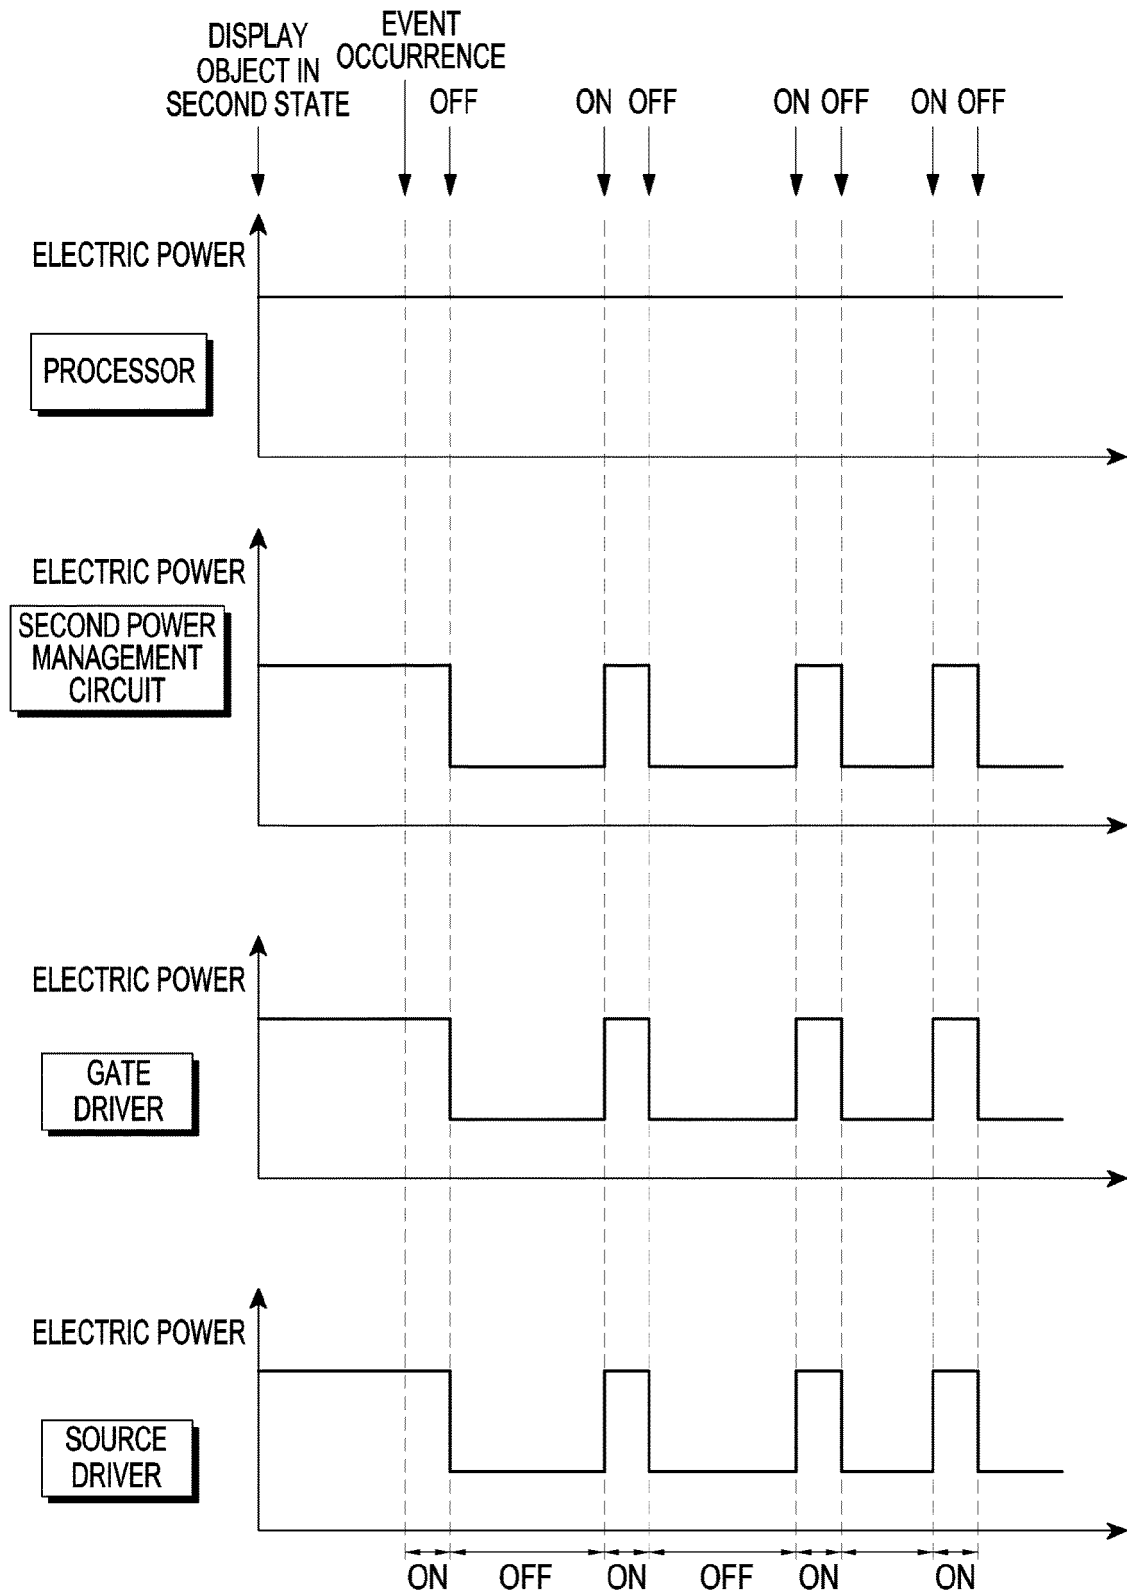 DISPLAY
OBJECT IN
SECOND STATE
EVENT
OCCURRENCE
OFF
ON OFF
ON OFF
ON OFF
ELECTRIC POWER
PROCESSOR
ELECTRIC POWER
SECOND POWER
MANAGEMENT
CIRCUIT
ELECTRIC POWER
GATE
DRIVER
ELECTRIC POWER
SOURCE
DRIVER
ON OFF ON OFF ON ON